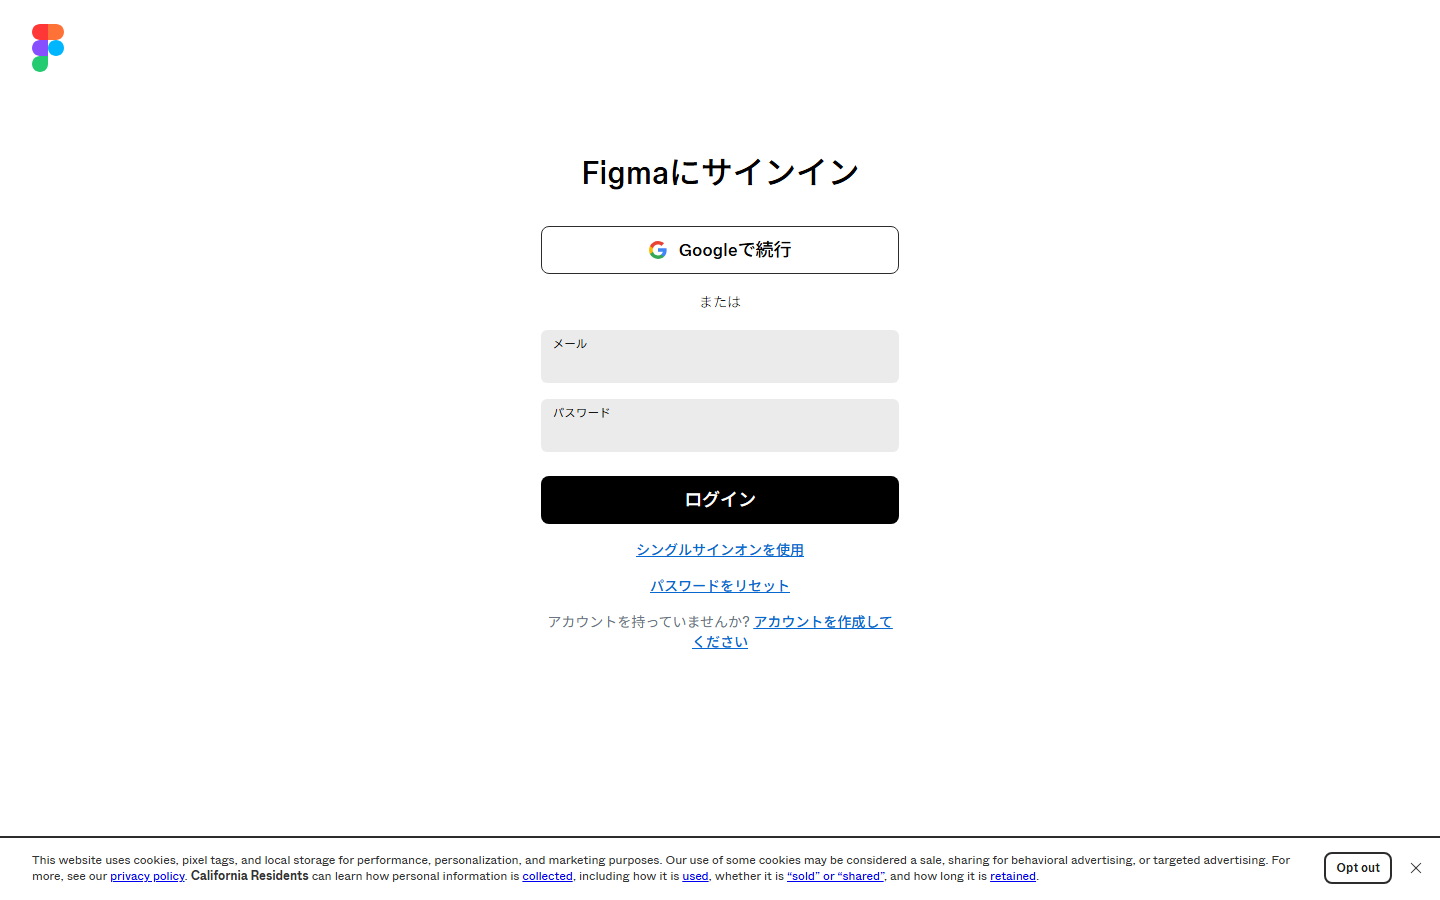 Figmaにサインイン
Googleで続行
または
メール
パスワード
ログイン
シングルサインオンを使用
パスワードをリセット
アカウントを持っていませんか? アカウントを作成して
ください
This website uses cookies, pixel tags, and local storage for performance, personalization, and marketing purposes. Our use of some cookies may be considered a sale, sharing for behavioral advertising, or targeted advertising. For
more, see our privacy policy. California Residents can learn how personal information is collected, including how it is used, whether it is “sold” or “shared”, and how long it is retained.
Opt out